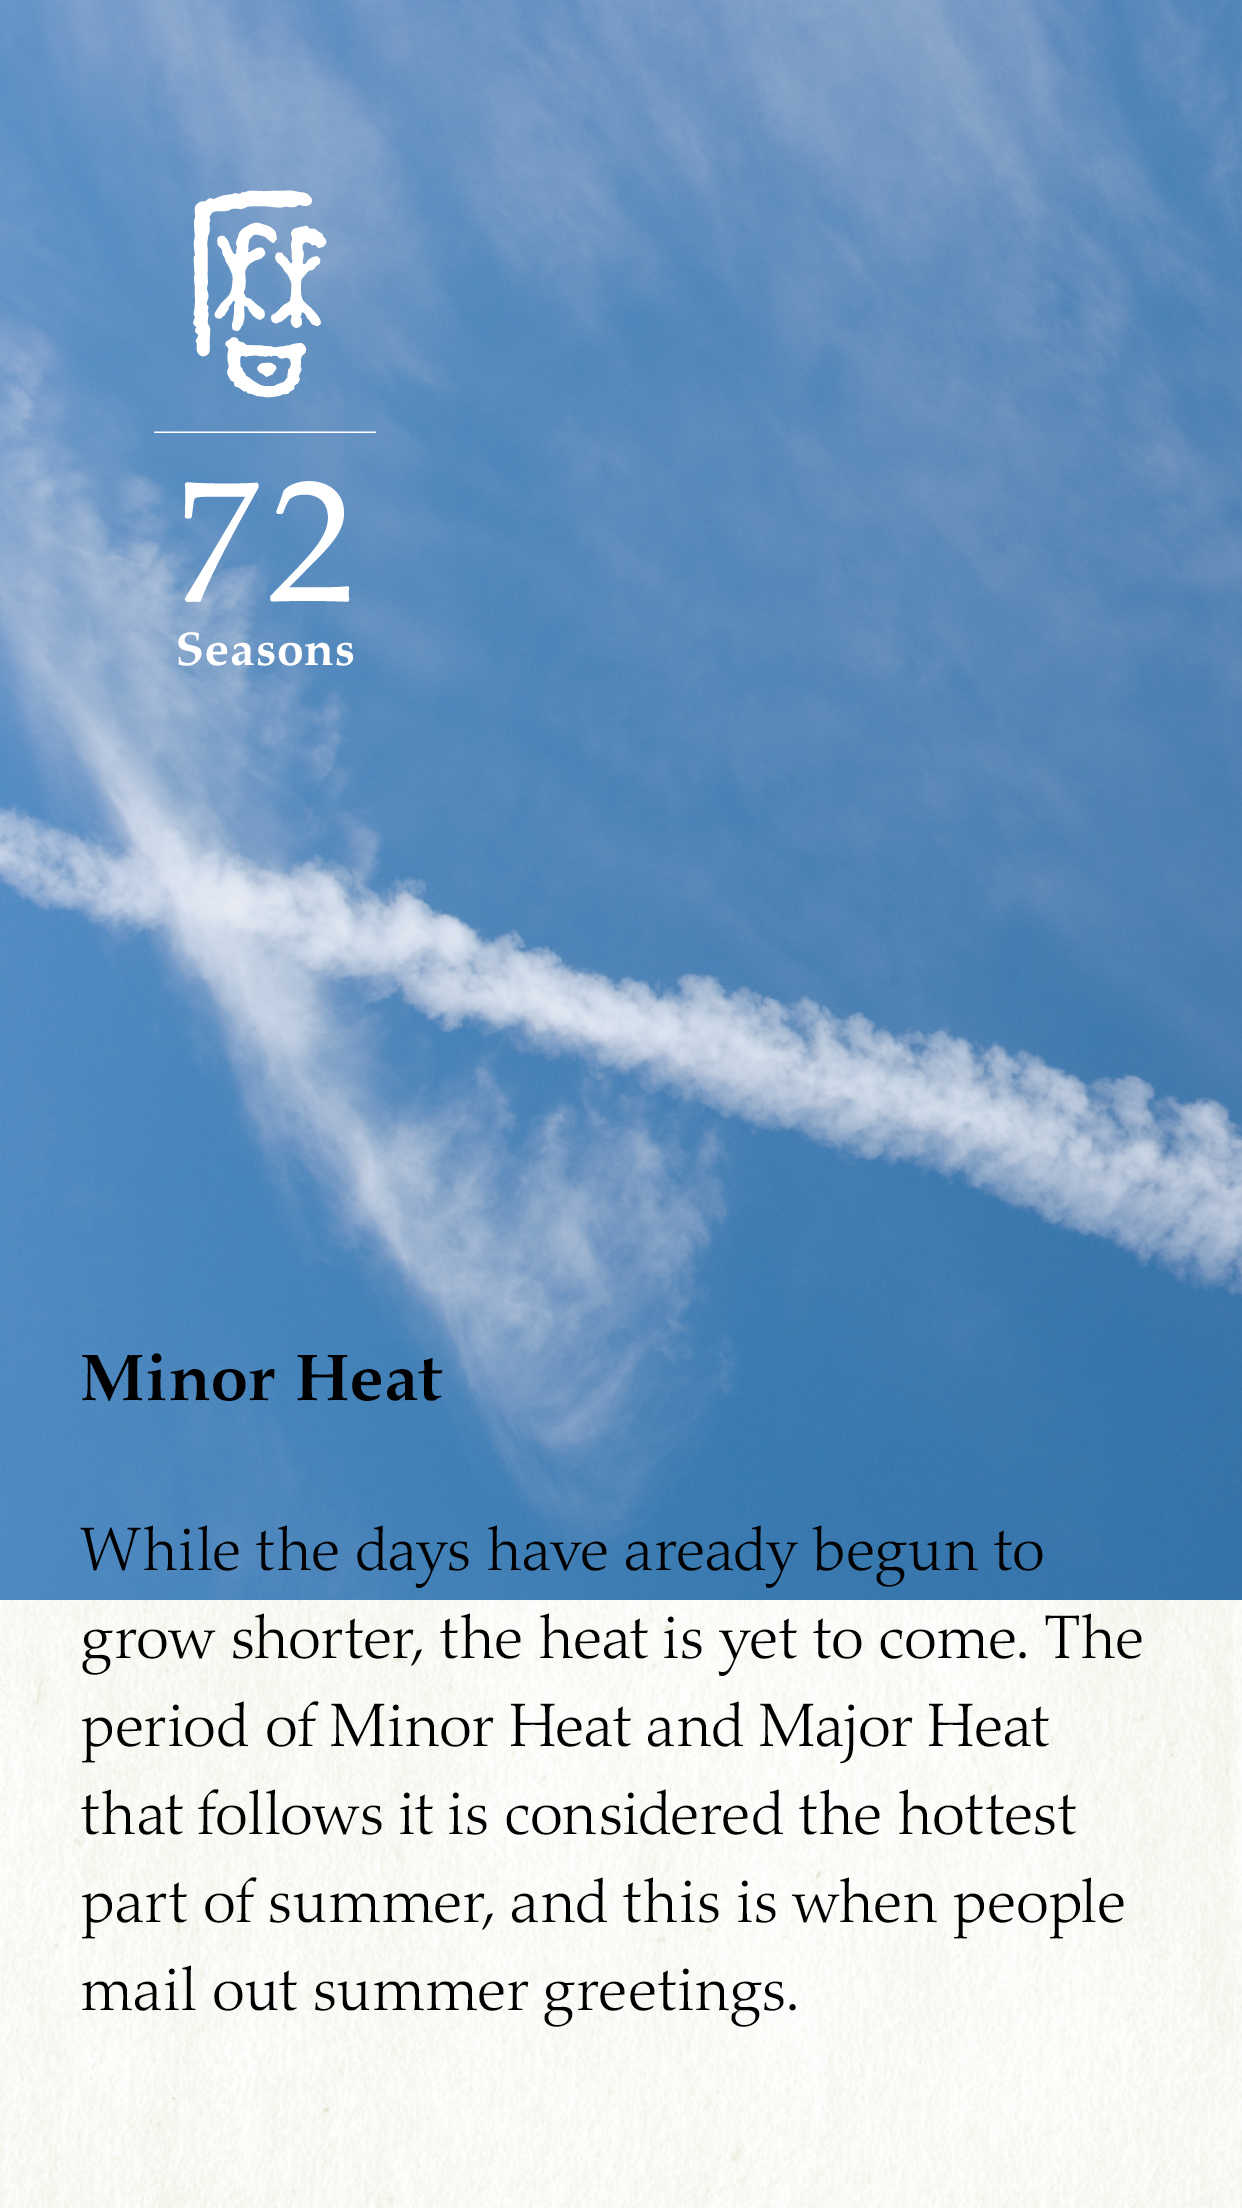 暦
72
Seasons
Minor Heat
While the days have aready begun to
grow shorter, the heat is yet to come. The
period of Minor Heat and Major Heat
that follows it is considered the hottest
part of summer, and this is when people
mail out summer greetings.